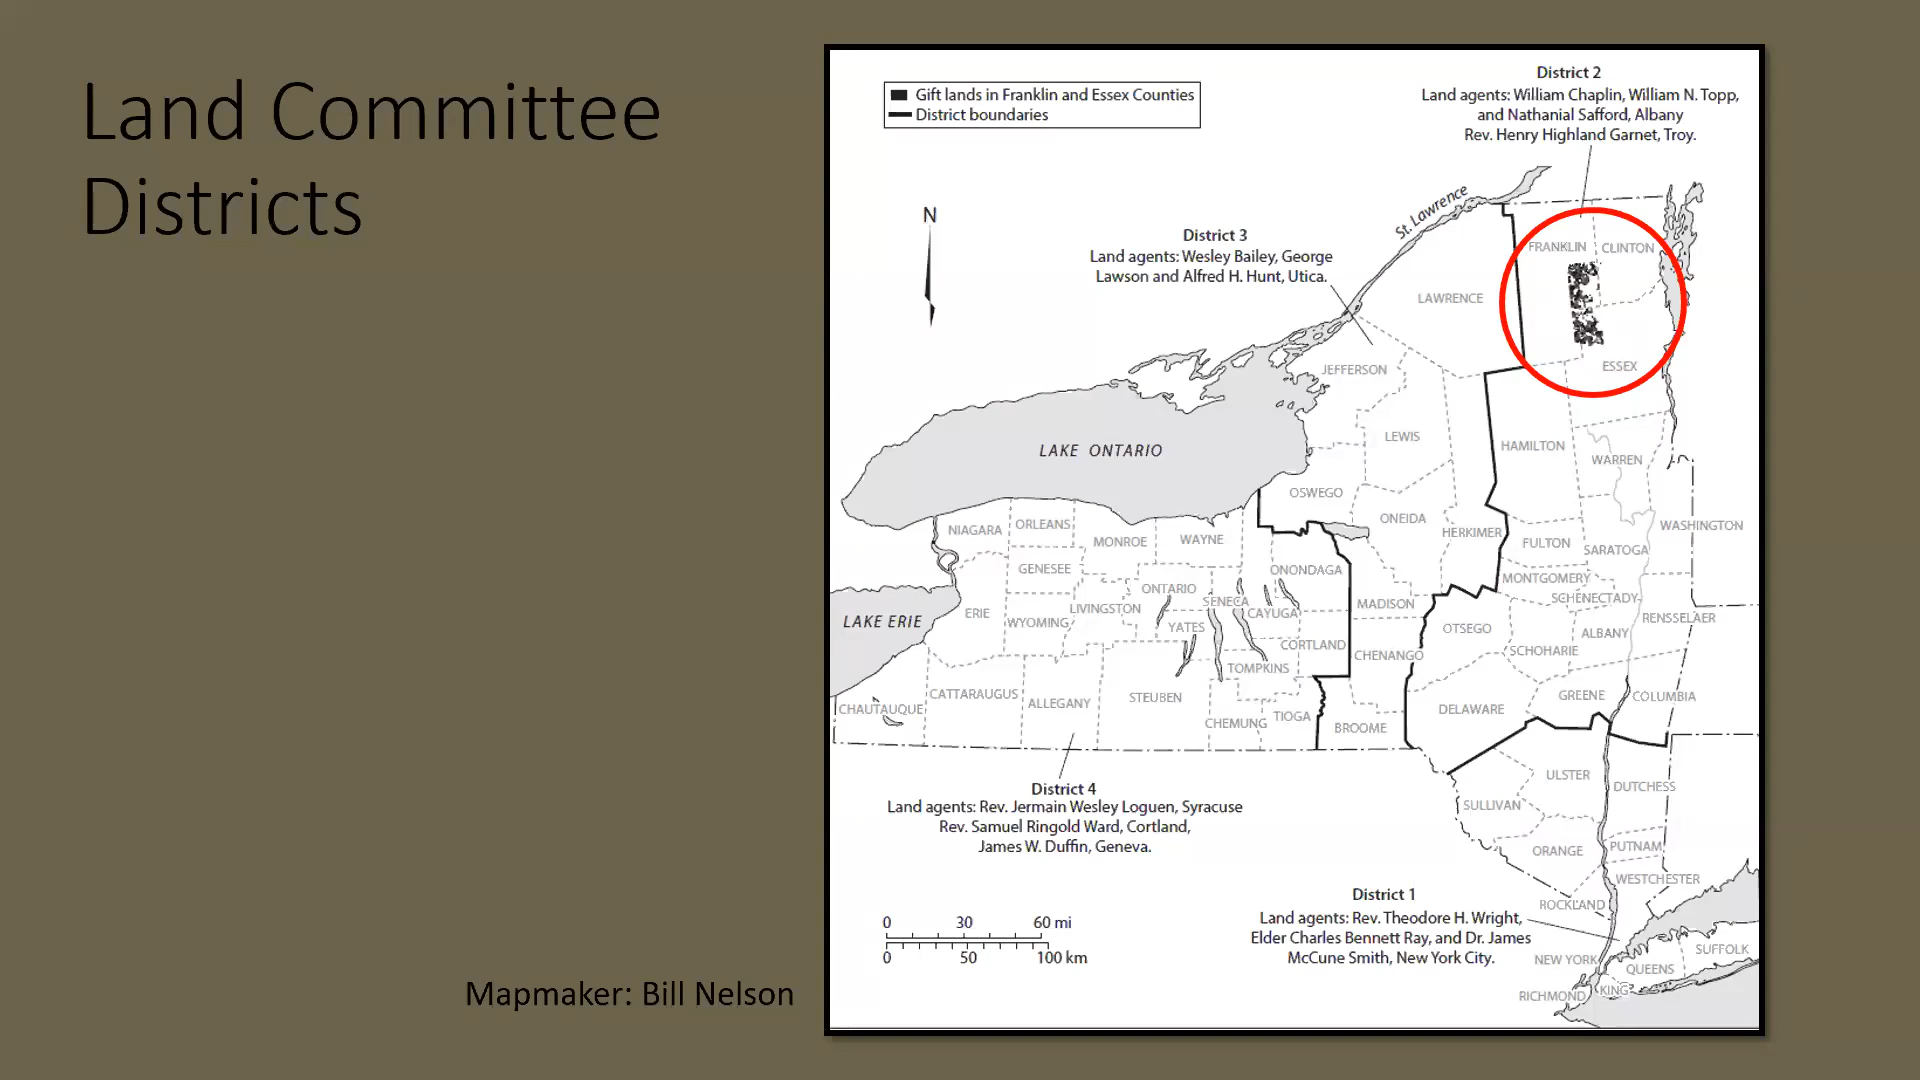 Land Committee
Districts
Mapmaker: Bill Nelson
Gift lands in Franklin and Essex Counties
District boundaries
District 2
Land agents: William Chaplin, William N. Topp,
and Nathanial Safford, Albany
Rev. Henry Highland Garnet, Troy.
N
St. Lawrence
District 3
Land agents: Wesley Bailey, George
Lawson and Alfred H. Hunt, Utica.
FRANKLIN
CLINTON
LAWRENCE
JEFFERSON
ESSEX
LAKE ONTARIO
LEWIS
HAMILTON
WARREN
OSWEGO
ONEIDA
HERKIMER
WASHINGTON
NIAGARA
ORLEANS
MONROE
WAYNE
FULTON
SARATOGA
GENESEE
ONONDAGA
MONTGOMERY
ONTARIO
SENECA
CAYUGA
MADISON
SCHENECTADY
LAKE ERIE
ERIE
WYOMING
LIVINGSTON
YATES
OTSEGO
ALBANY
RENSSELAER
CORTLAND
CHENANGO
SCHOHARIE
TOMPKINS
CATTARAUGUS
ALLEGANY
STEUBEN
GREENE
COLUMBIA
CHAUTAUQUE
CHEMUNG
TIOGA
BROOME
DELAWARE
ULSTER
DUTCHESS
SULLIVAN
District 4
Land agents: Rev. Jermain Wesley Loguen, Syracuse
Rev. Samuel Ringold Ward, Cortland,
James W. Duffin, Geneva.
ORANGE
PUTNAM
WESTCHESTER
ROCKLAND
District 1
Land agents: Rev. Theodore H. Wright,
Elder Charles Bennett Ray, and Dr. James
McCune Smith, New York City.
NEW YORK
QUEENS
SUFFOLK
RICHMOND
KING
0 30 60 mi
0 50 100 km